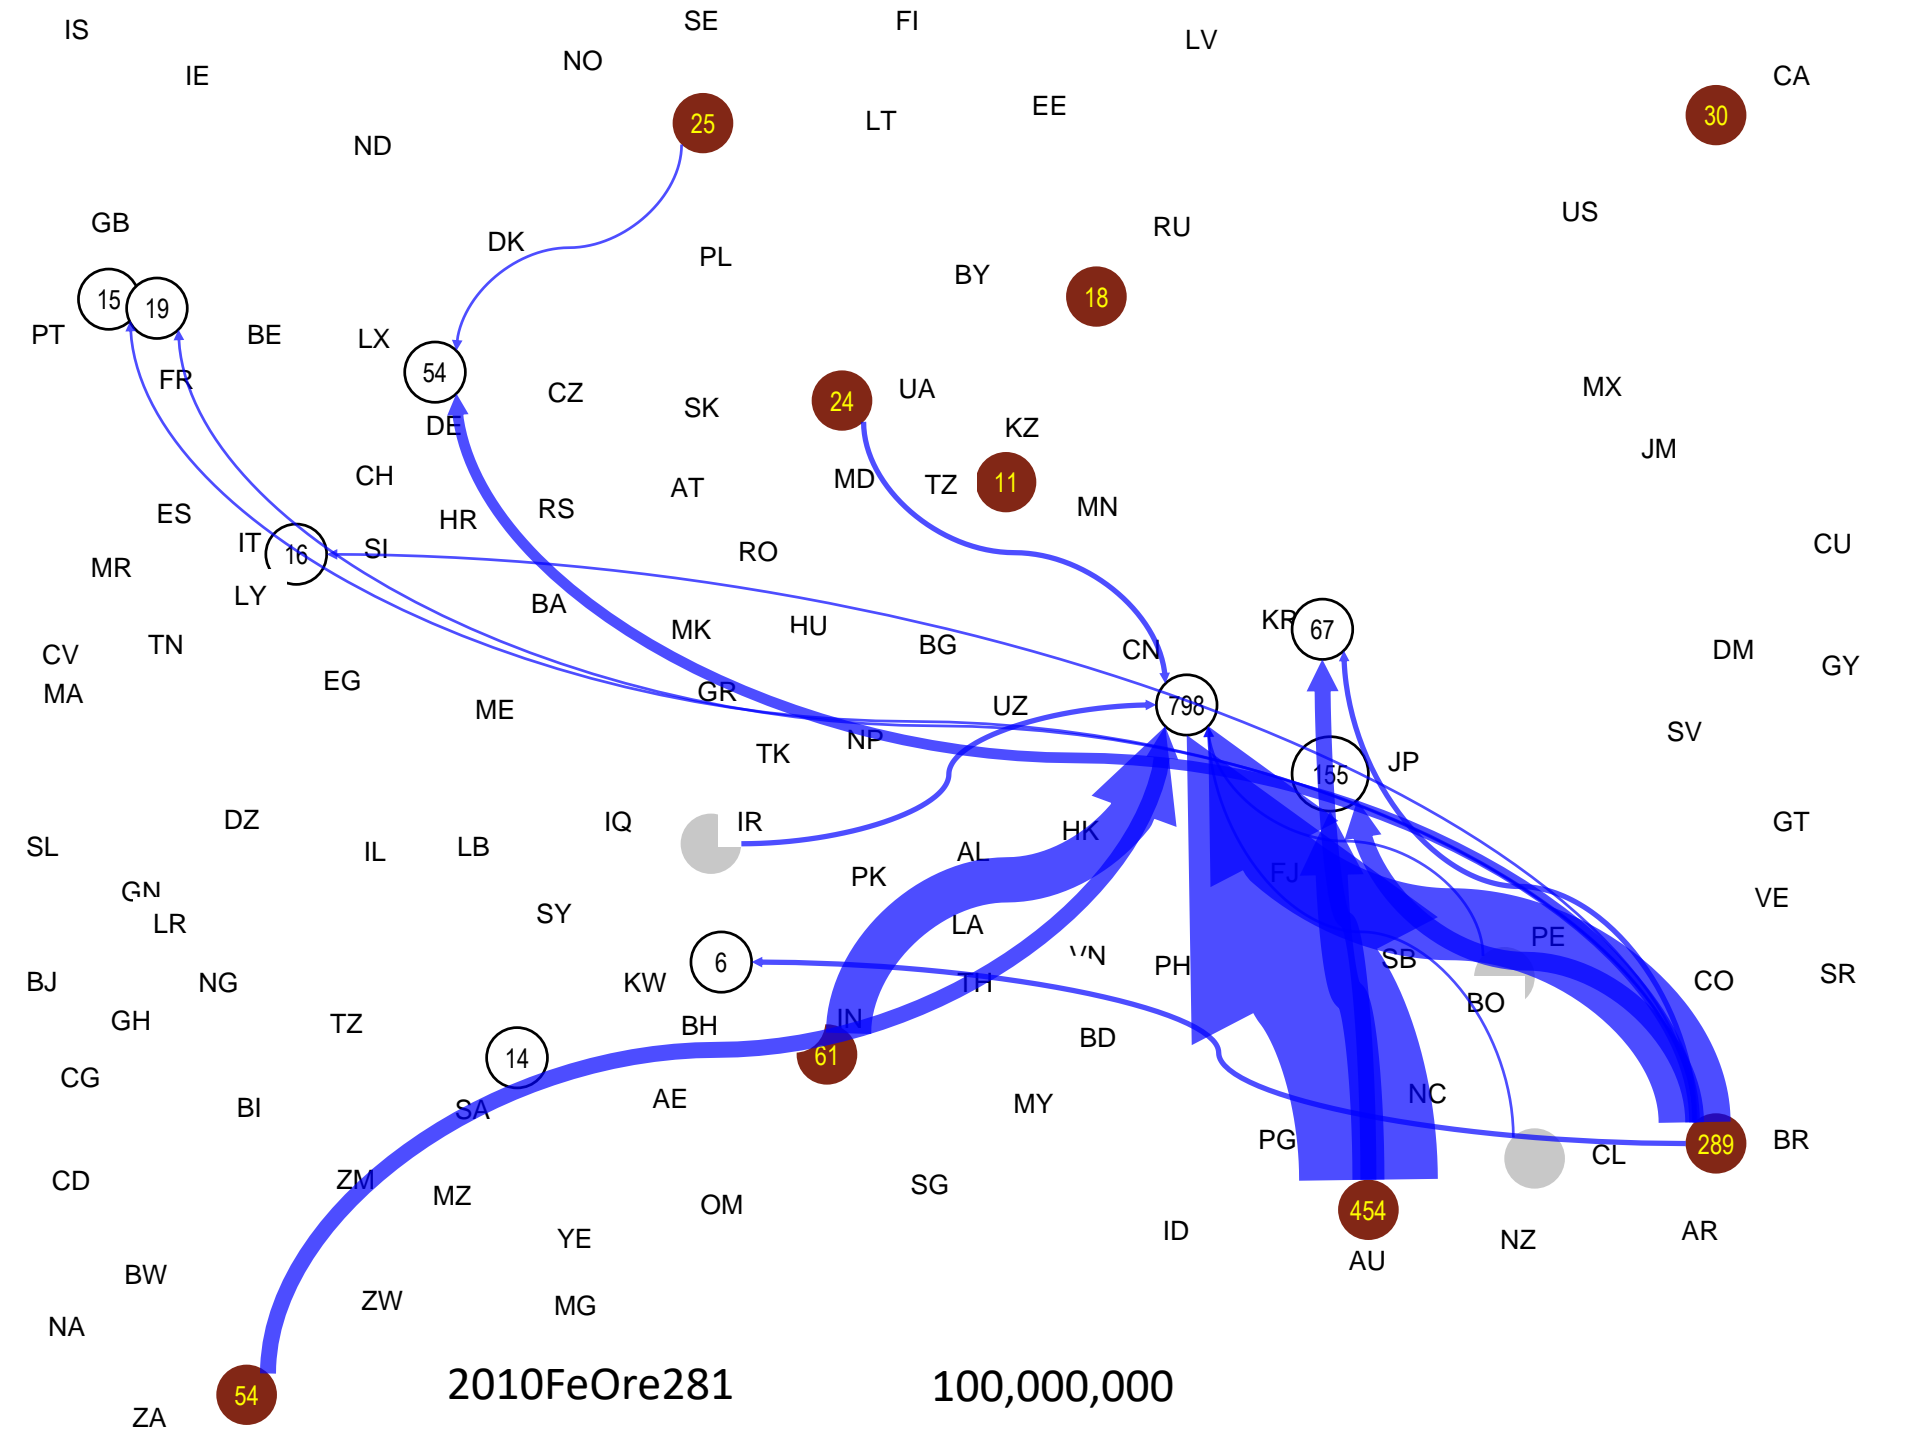 IS
SE
FI
LV
NO
IE
CA
EE
30
LT
25
ND
US
GB
RU
DK
PL
BY
18
15
19
PT
BE
LX
54
FR
MX
UA
CZ
24
SK
DE
KZ
JM
CH
MD
TZ
11
AT
MN
RS
ES
HR
IT
16
SI
RO
CU
MR
LY
BA
KR
67
HU
MK
TN
BG
CN
DM
CV
GY
EG
MA
GR
798
UZ
ME
SV
NP
TK
JP
155
DZ
IQ
IR
GT
HK
SL
IL
LB
AL
FJ
PK
GN
VE
SY
LR
LA
PE
6
VN
PH
SB
BJ
NG
KW
TH
CO
SR
BO
GH
TZ
BH
IN
BD
14
61
CG
AE
NC
BI
SA
MY
PG
289
BR
CL
CD
ZM
MZ
SG
OM
454
ID
AR
YE
NZ
AU
BW
ZW
MG
NA
54
2010FeOre281
100,000,000
ZA